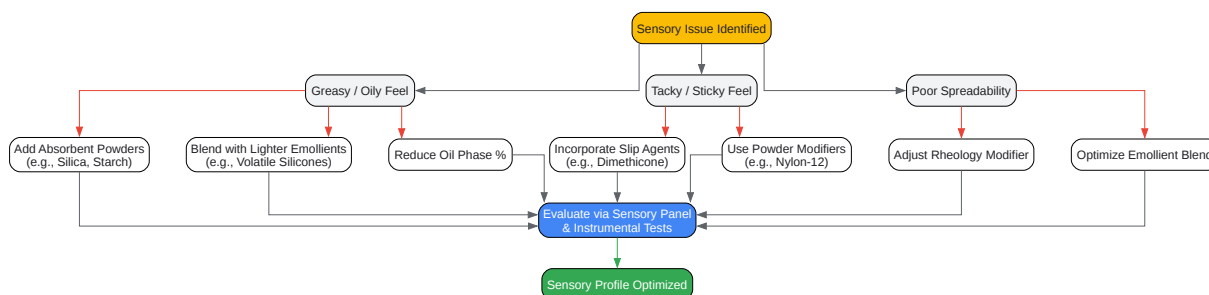 Sensory Issue Identified
Greasy / Oily Feel
Tacky / Sticky Feel
Poor Spreadability
Add Absorbent Powders
(e.g., Silica, Starch)
Blend with Lighter Emollients
(e.g., Volatile Silicones)
Reduce Oil Phase %
Incorporate Slip Agents
(e.g., Dimethicone)
Use Powder Modifiers
(e.g., Nylon-12)
Adjust Rheology Modifier
Optimize Emollient Blend
Evaluate via Sensory Panel
& Instrumental Tests
Sensory Profile Optimized